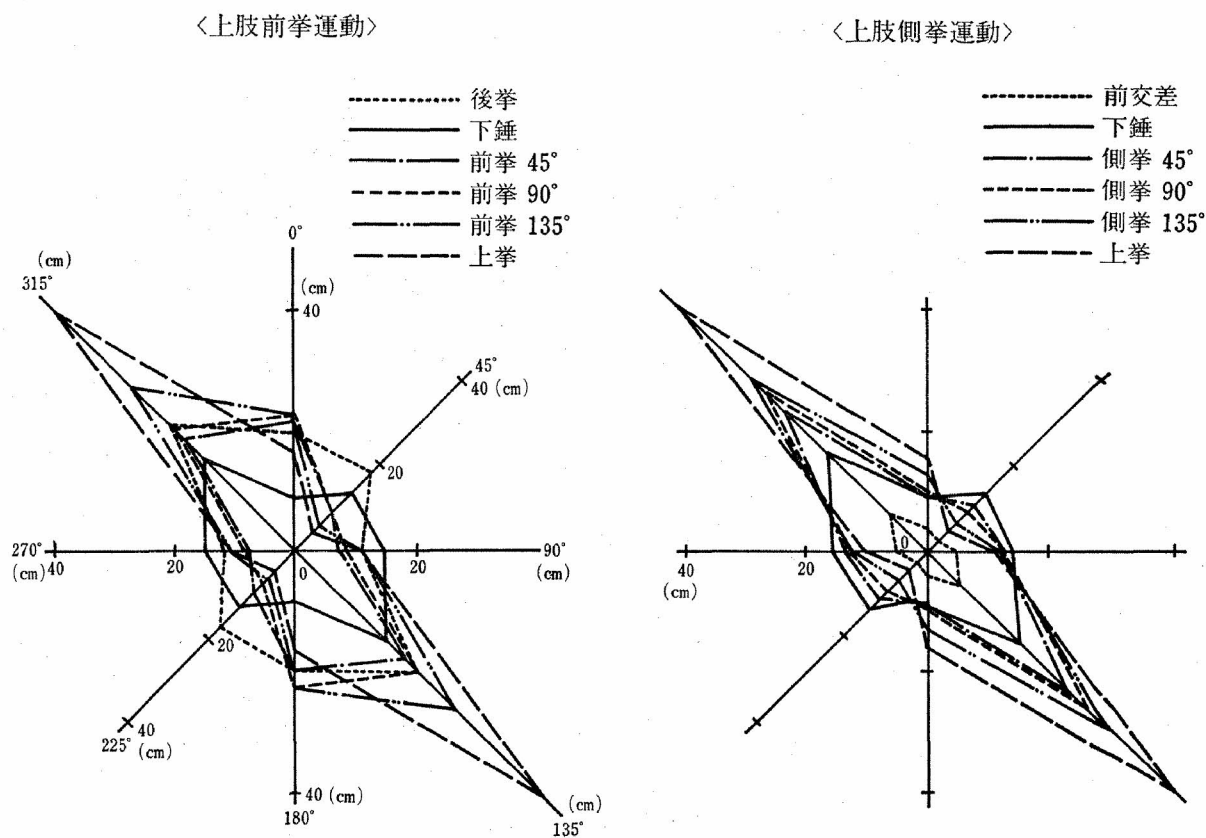 〈上肢前挙運動〉
後挙
下錘
前挙 45°
前挙 90°
前挙 135°
上挙
0°
(cm)
40
(cm)
315°
45°
40 (cm)
20
270°
40
(cm)
20
0
20
90°
(cm)
20
40
225° (cm)
40 (cm)
180°
(cm)
135°
〈上肢側挙運動〉
前交差
下錘
側挙 45°
側挙 90°
側挙 135°
上挙
40
(cm)
20
0